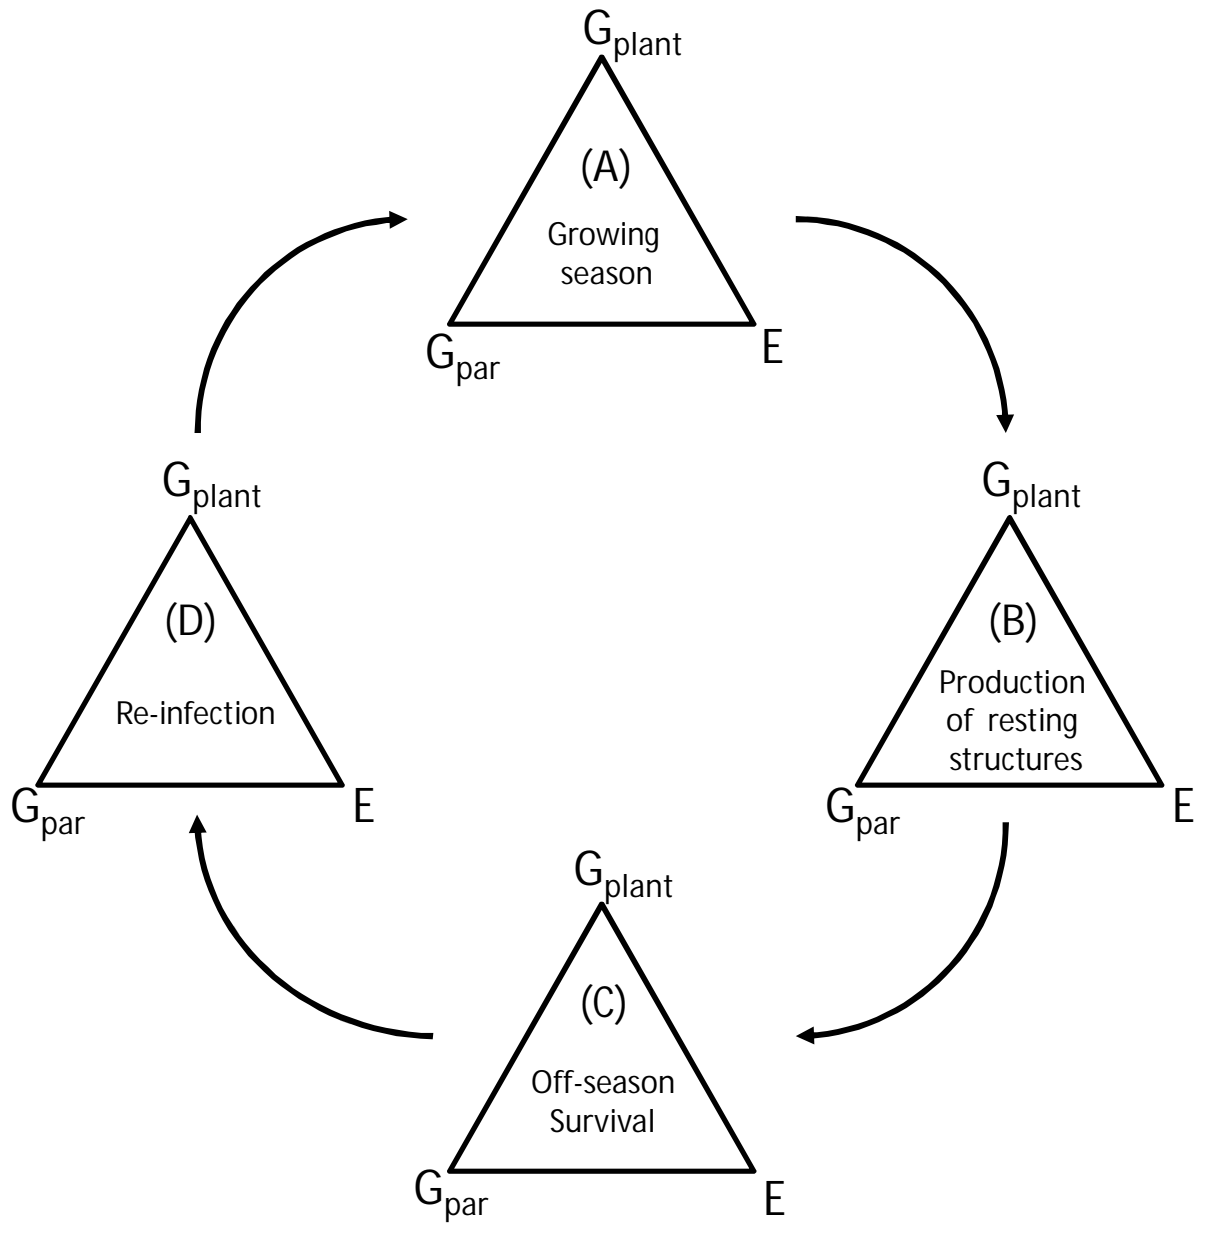 Gplant
(A)
Growing
season
Gpar
E
Gplant
(B)
Production
of resting
structures
Gpar
E
Gplant
(C)
Off-season
Survival
Gpar
E
Gplant
(D)
Re-infection
Gpar
E